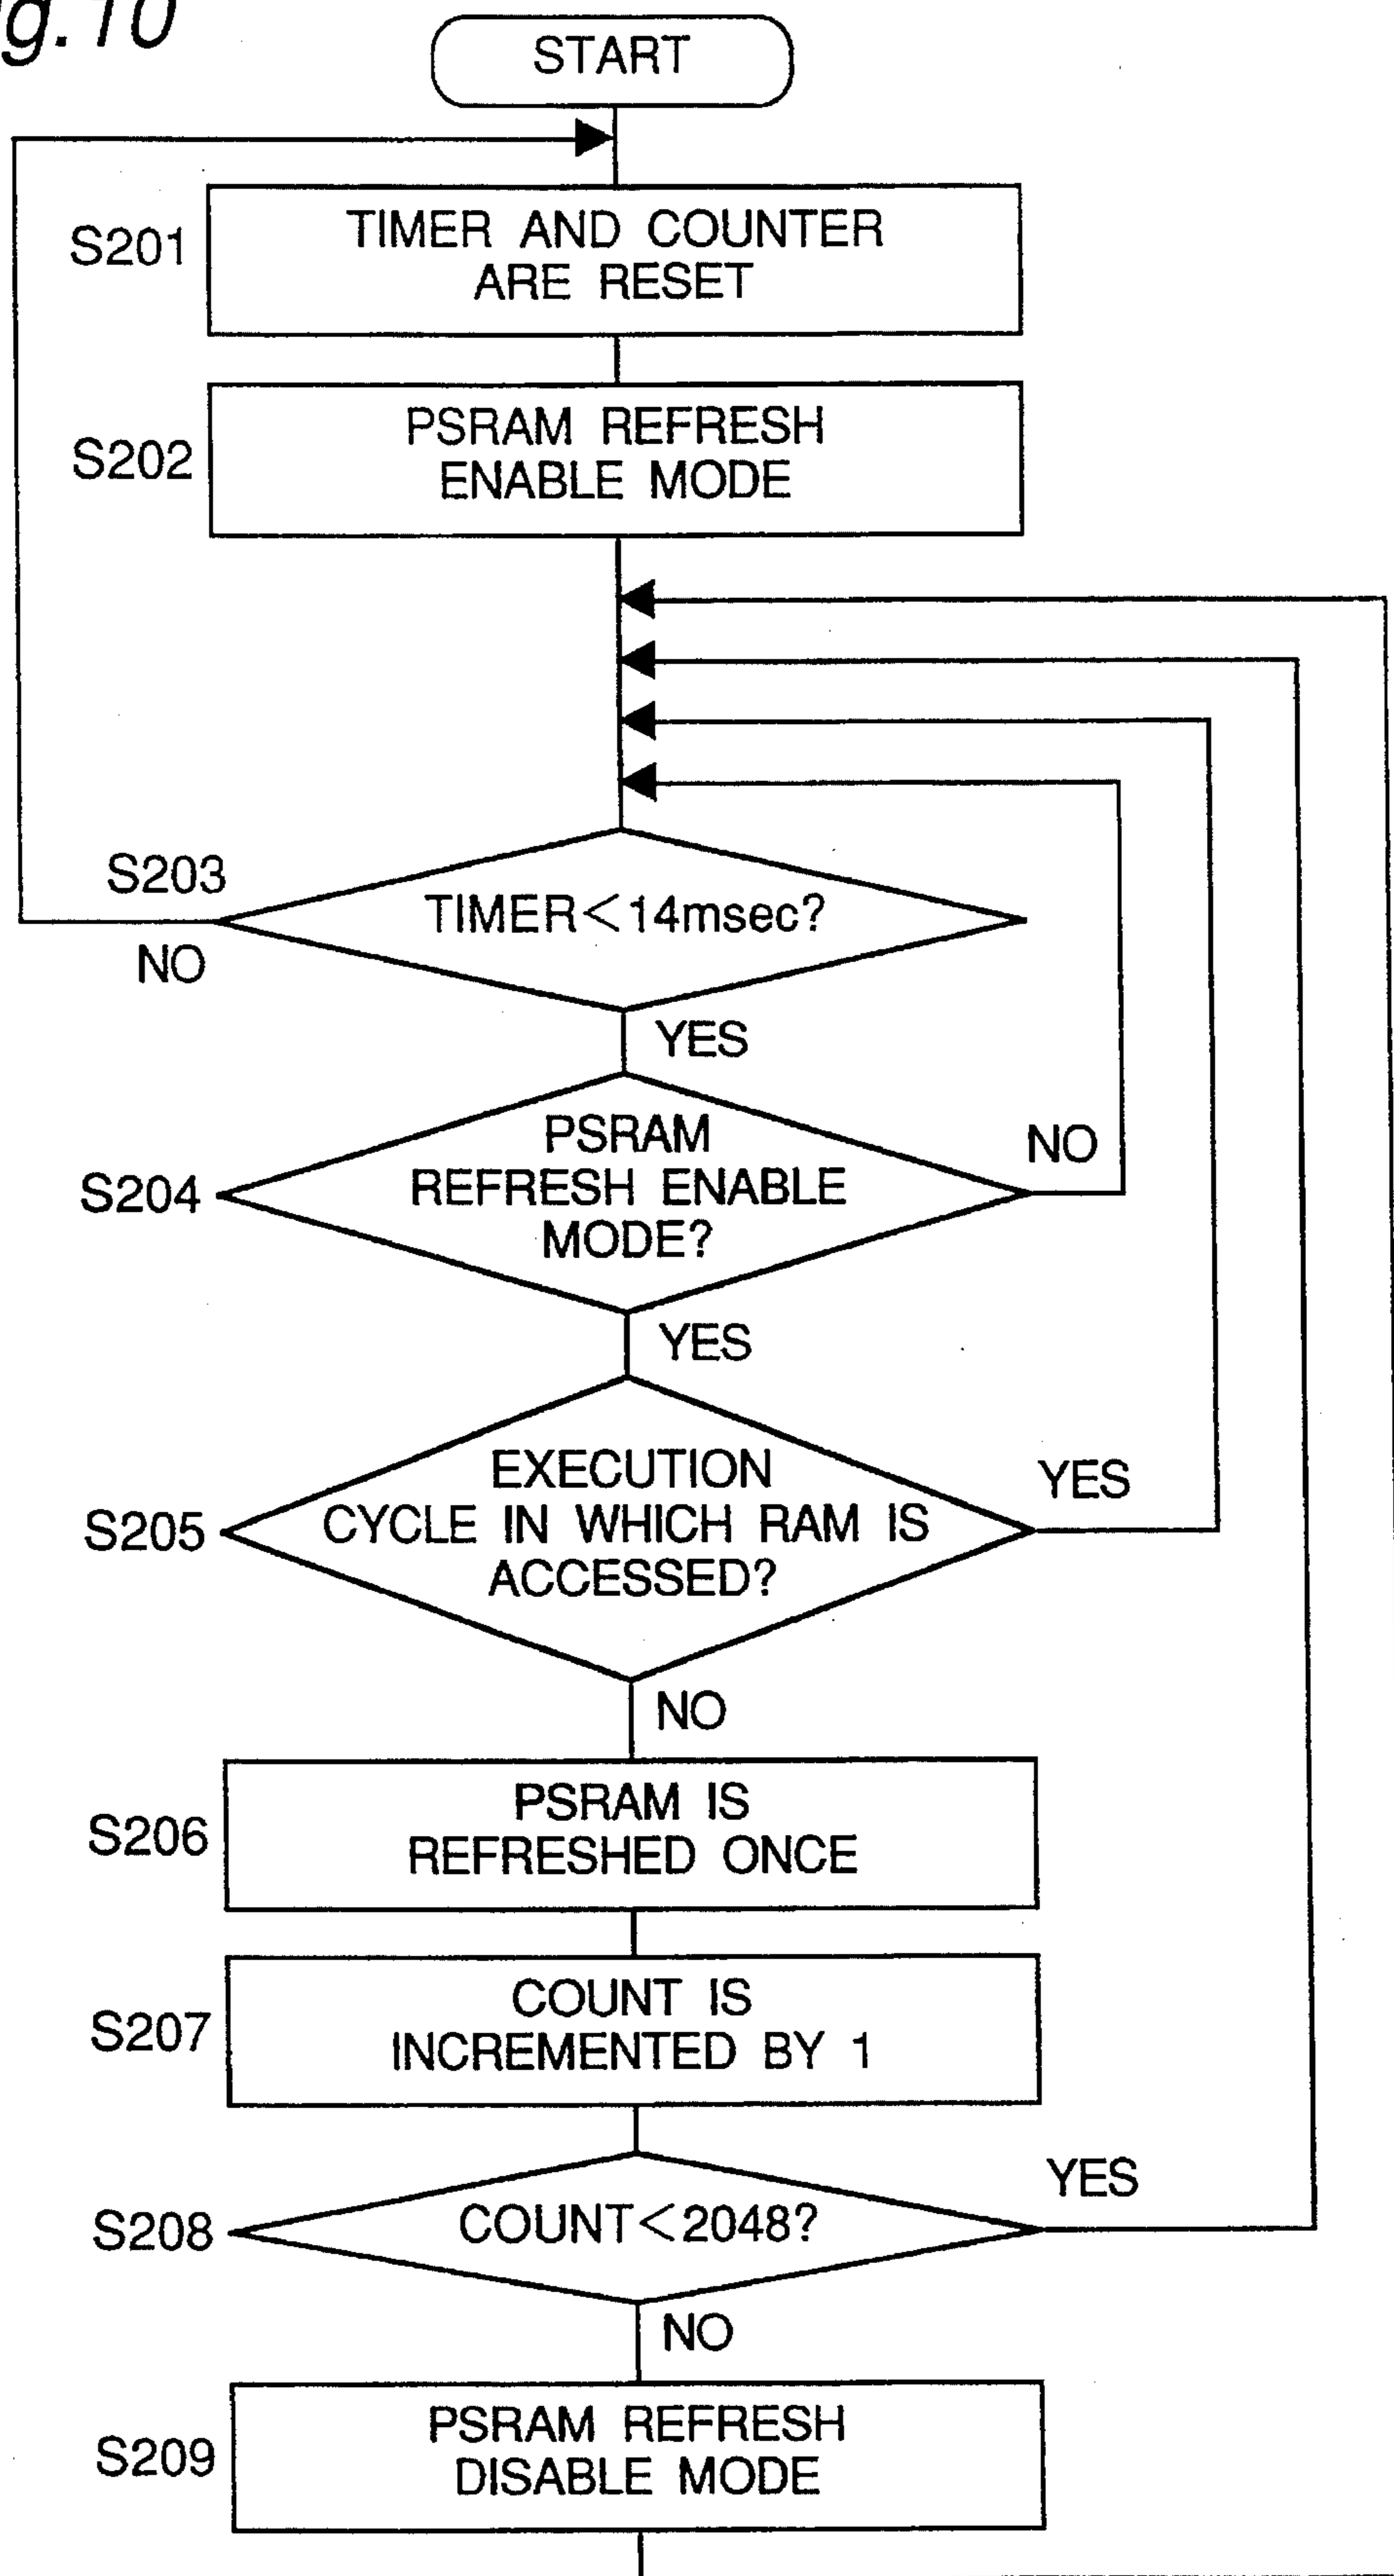 g.10
START
S201
TIMER AND COUNTER
ARE RESET
S202
PSRAM REFRESH
ENABLE MODE
S203
TIMER<14msec?
NO
YES
S204
PSRAM
REFRESH ENABLE
MODE?
NO
YES
S205
EXECUTION
CYCLE IN WHICH RAM IS
ACCESSED?
YES
NO
S206
PSRAM IS
REFRESHED ONCE
S207
COUNT IS
INCREMENTED BY 1
S208
COUNT<2048?
YES
NO
S209
PSRAM REFRESH
DISABLE MODE